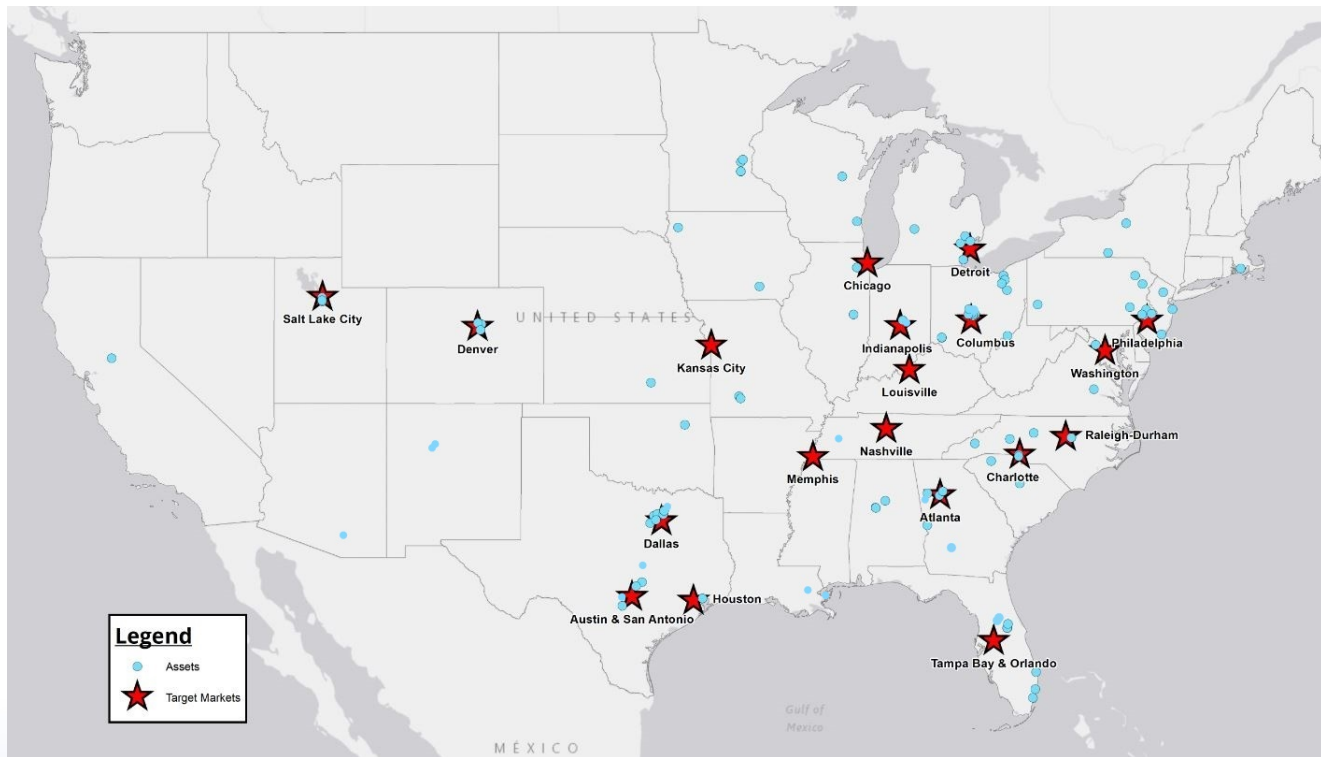 Salt Lake City
Denver
UNITED STATES
Kansas City
Chicago
Detroit
Indianapolis
Columbus
Philadelphia
Washington
Louisville
Nashville
Raleigh-Durham
Memphis
Charlotte
Atlanta
Dallas
Austin & San Antonio
Houston
Tampa Bay & Orlando
Gulf of
Mexico
MÉXICO
Legend
Assets
Target Markets